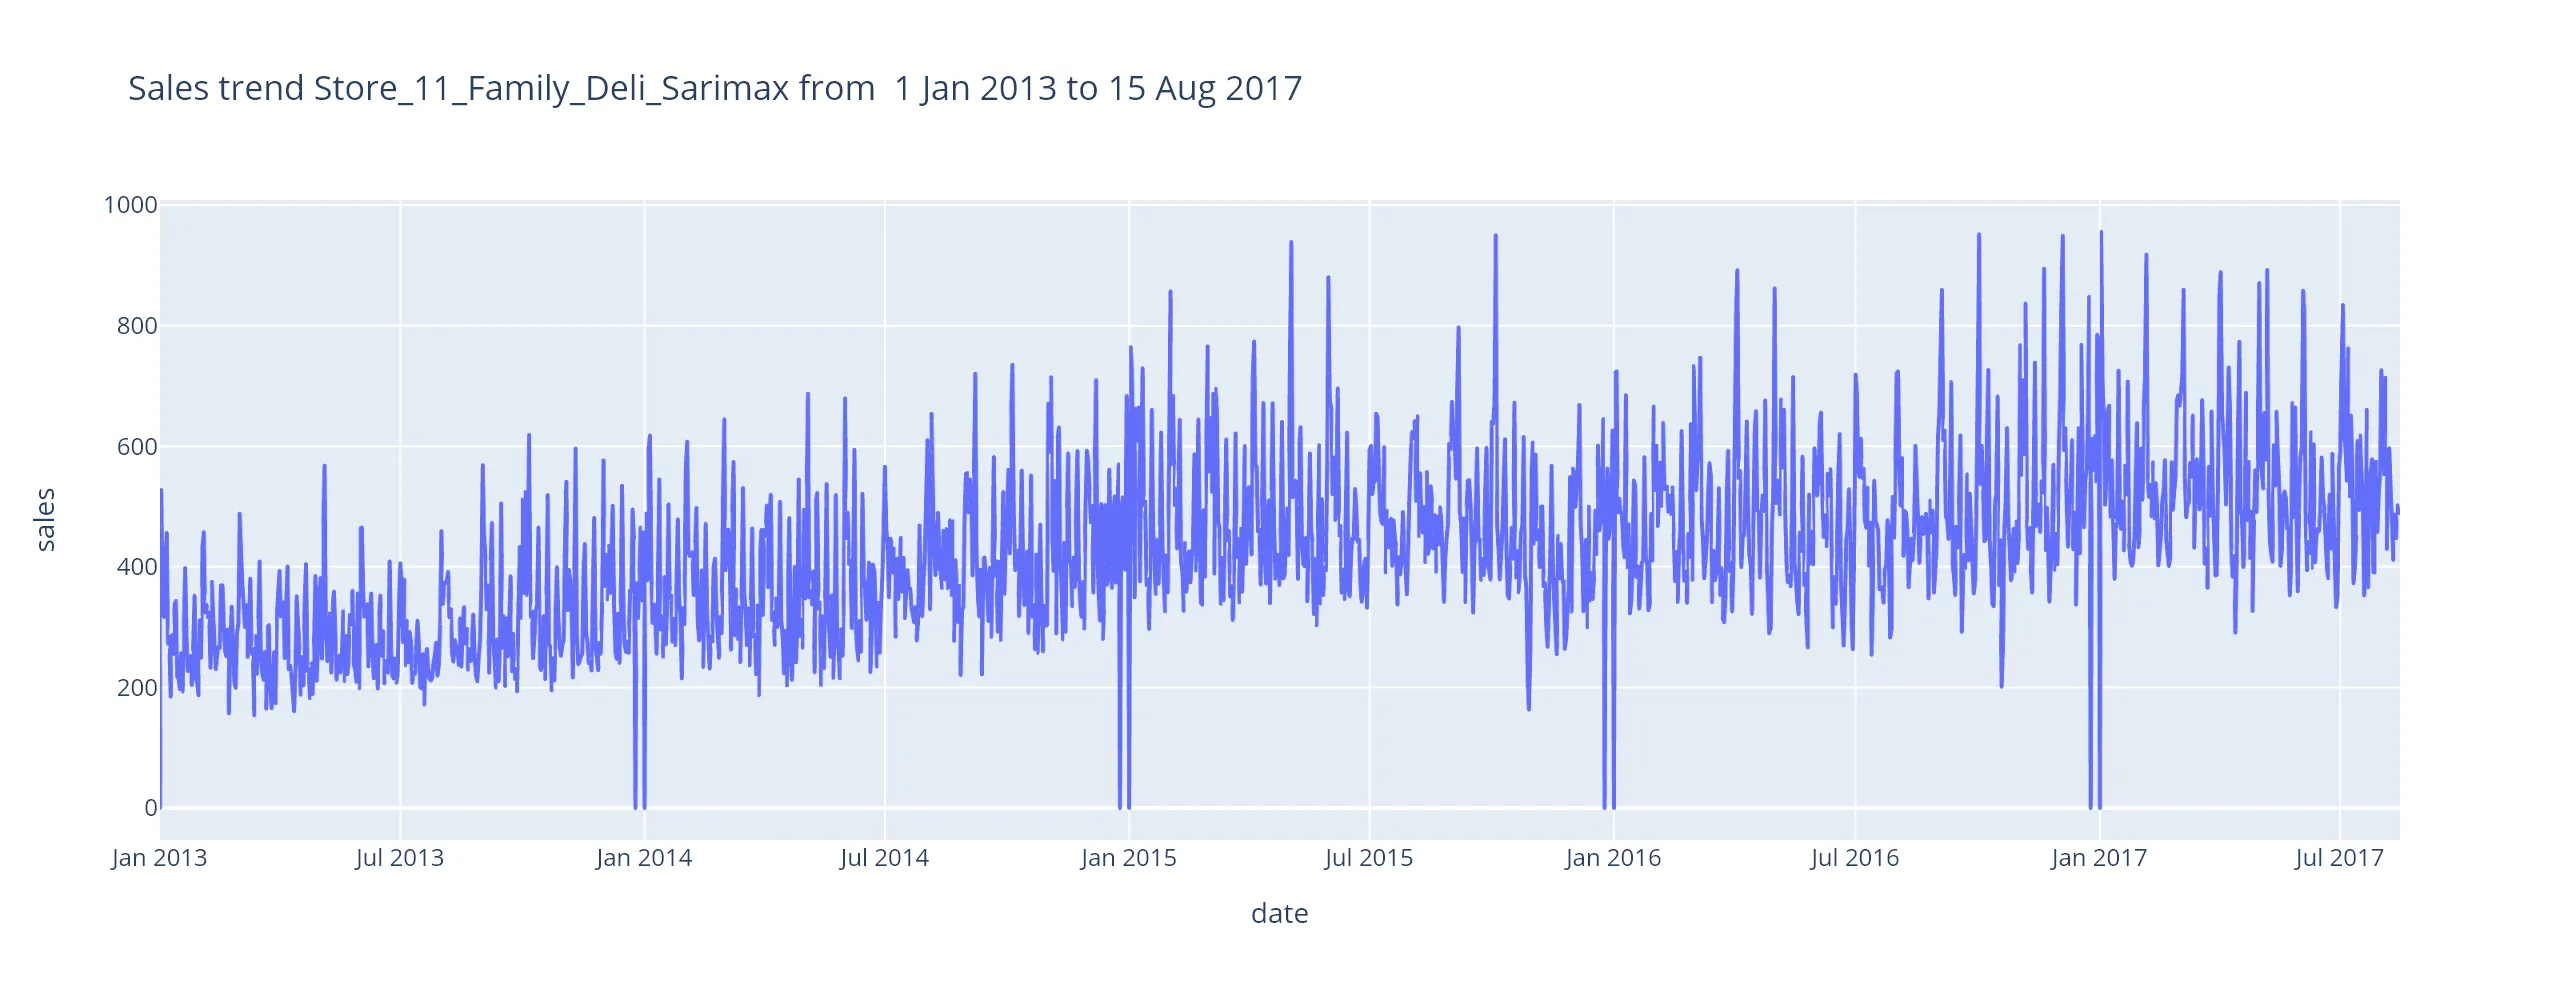 Sales trend Store_11_Family_Deli_Sarimax from  1 Jan 2013 to 15 Aug 2017
1000
800
600
400
200
0
sales
Jan 2013 Jul 2013 Jan 2014 Jul 2014 Jan 2015 Jul 2015 Jan 2016 Jul 2016 Jan 2017 Jul 2017
date